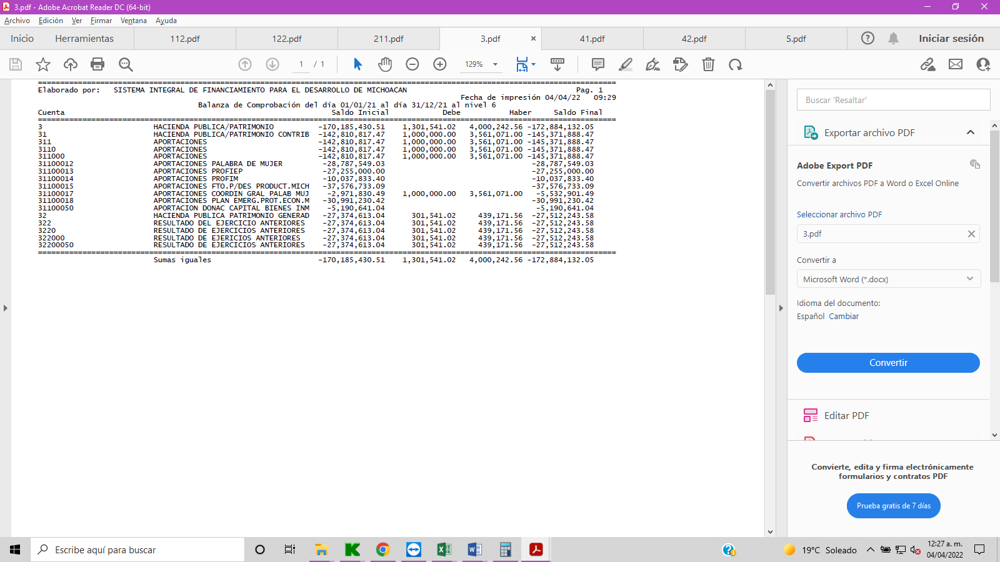 3.pdf - Adobe Acrobat Reader DC (64-bit)
Archivo Edición Ver Firmar Ventana Ayuda
Inicio Herramientas 112.pdf 122.pdf 211.pdf 3.pdf 41.pdf 42.pdf 5.pdf Iniciar sesión
1 / 1 129%
Elaborado por: SISTEMA INTEGRAL DE FINANCIAMIENTO PARA EL DESARROLLO DE MICHOACAN Pag. 1
Fecha de impresión 04/04/22 09:29
Balanza de Comprobación del día 01/01/21 al día 31/12/21 al nivel 6
Cuenta Saldo Inicial Debe Haber Saldo Final
3 HACIENDA PUBLICA/PATRIMONIO -170,185,430.51 1,301,541.02 4,000,242.56 -172,884,132.05
31 HACIENDA PUBLICA/PATRIMONIO CONTRIB -142,810,817.47 1,000,000.00 3,561,071.00 -145,371,888.47
311 APORTACIONES -142,810,817.47 1,000,000.00 3,561,071.00 -145,371,888.47
3110 APORTACIONES -142,810,817.47 1,000,000.00 3,561,071.00 -145,371,888.47
311000 APORTACIONES -142,810,817.47 1,000,000.00 3,561,071.00 -145,371,888.47
31100012 APORTACIONES PALABRA DE MUJER -28,787,549.03 -28,787,549.03
31100013 APORTACIONES PROFIEP -27,255,000.00 -27,255,000.00
31100014 APORTACIONES PROFIM -10,037,833.40 -10,037,833.40
31100015 APORTACIONES FTO.P/DES PRODUCT.MICH -37,576,733.09 -37,576,733.09
31100017 APORTACIONES COORDIN GRAL PALAB MUJ -2,971,830.49 1,000,000.00 3,561,071.00 -5,532,901.49
31100018 APORTACIONES PLAN EMERG.PROT.ECON.M -30,991,230.42 -30,991,230.42
31100050 APORTACION DONAC CAPITAL BIENES INM -5,190,641.04 -5,190,641.04
32 HACIENDA PUBLICA PATRIMONIO GENERAD -27,374,613.04 301,541.02 439,171.56 -27,512,243.58
322 RESULTADO DEL EJERCICIO ANTERIORES -27,374,613.04 301,541.02 439,171.56 -27,512,243.58
3220 RESULTADO DE EJERCICIOS ANTERIORES -27,374,613.04 301,541.02 439,171.56 -27,512,243.58
322000 RESULTADO DE EJERICIOS ANTERIORES -27,374,613.04 301,541.02 439,171.56 -27,512,243.58
32200050 RESULTADO DE EJERCICIOS ANTERIORES -27,374,613.04 301,541.02 439,171.56 -27,512,243.58
Sumas iguales -170,185,430.51 1,301,541.02 4,000,242.56 -172,884,132.05
Buscar 'Resaltar'
Exportar archivo PDF
Adobe Export PDF
Convertir archivos PDF a Word o Excel Online
Seleccionar archivo PDF
3.pdf
Convertir a
Microsoft Word (*.docx)
Idioma del documento:
Español Cambiar
Convertir
Editar PDF
Convierte, edita y firma electrónicamente
formularios y contratos PDF
Prueba gratis de 7 días
Escribe aquí para buscar
19°C Soleado
12:27 a. m.
04/04/2022